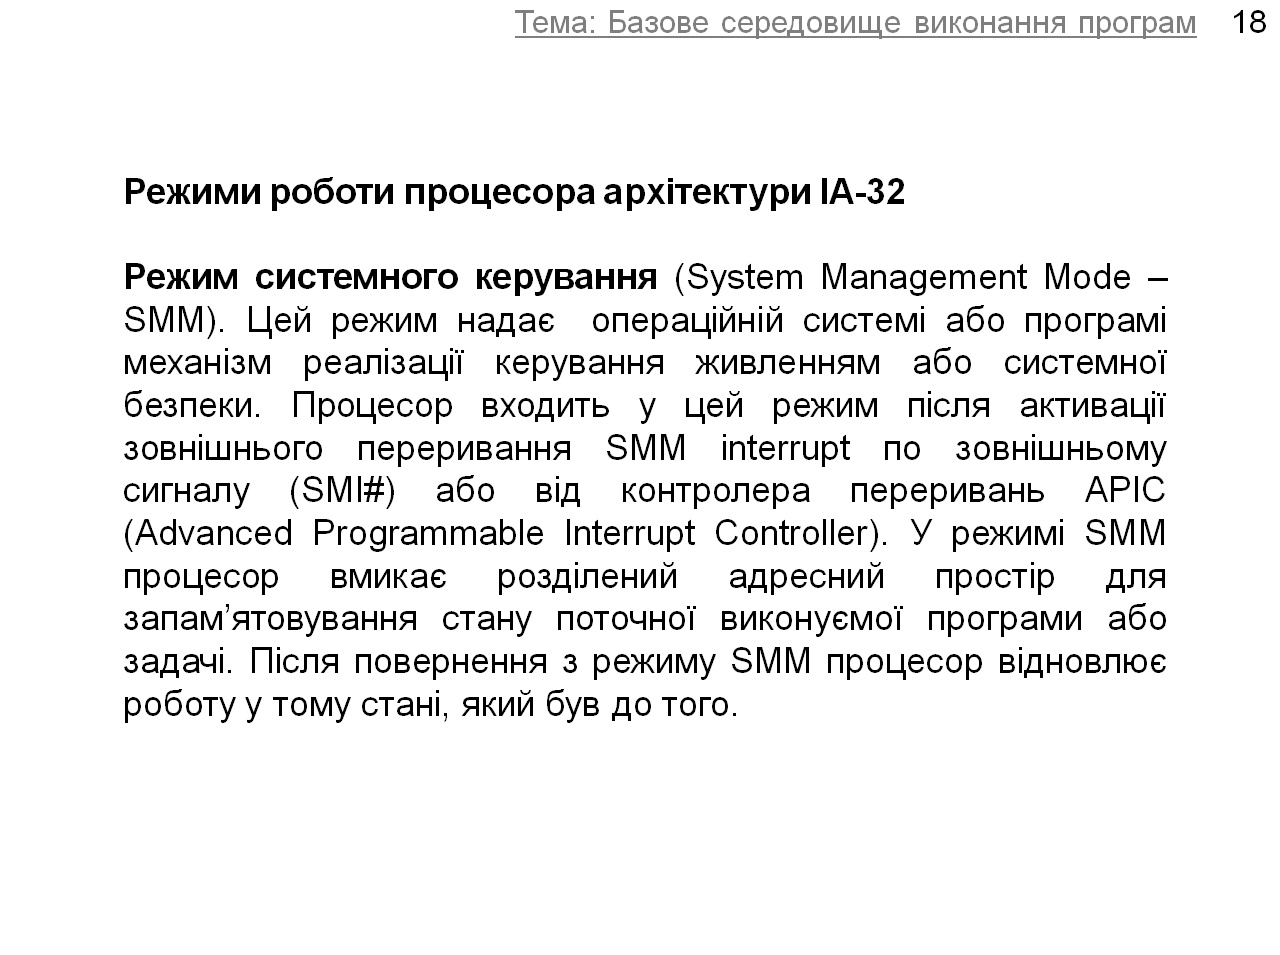 Тема: Базове середовище виконання програм 18
Режими роботи процесора архітектури IA-32
Режим системного керування (System Management Mode –
SMM). Цей режим надає операційній системі або програмі
механізм реалізації керування живленням або системної
безпеки. Процесор входить у цей режим після активації
зовнішнього переривання SMM interrupt по зовнішньому
сигналу (SMI#) або від контролера переривань APIC
(Advanced Programmable Interrupt Controller). У режимі SMM
процесор вмикає розділений адресний простір для
запам’ятовування стану поточної виконуємої програми або
задачі. Після повернення з режиму SMM процесор відновлює
роботу у тому стані, який був до того.